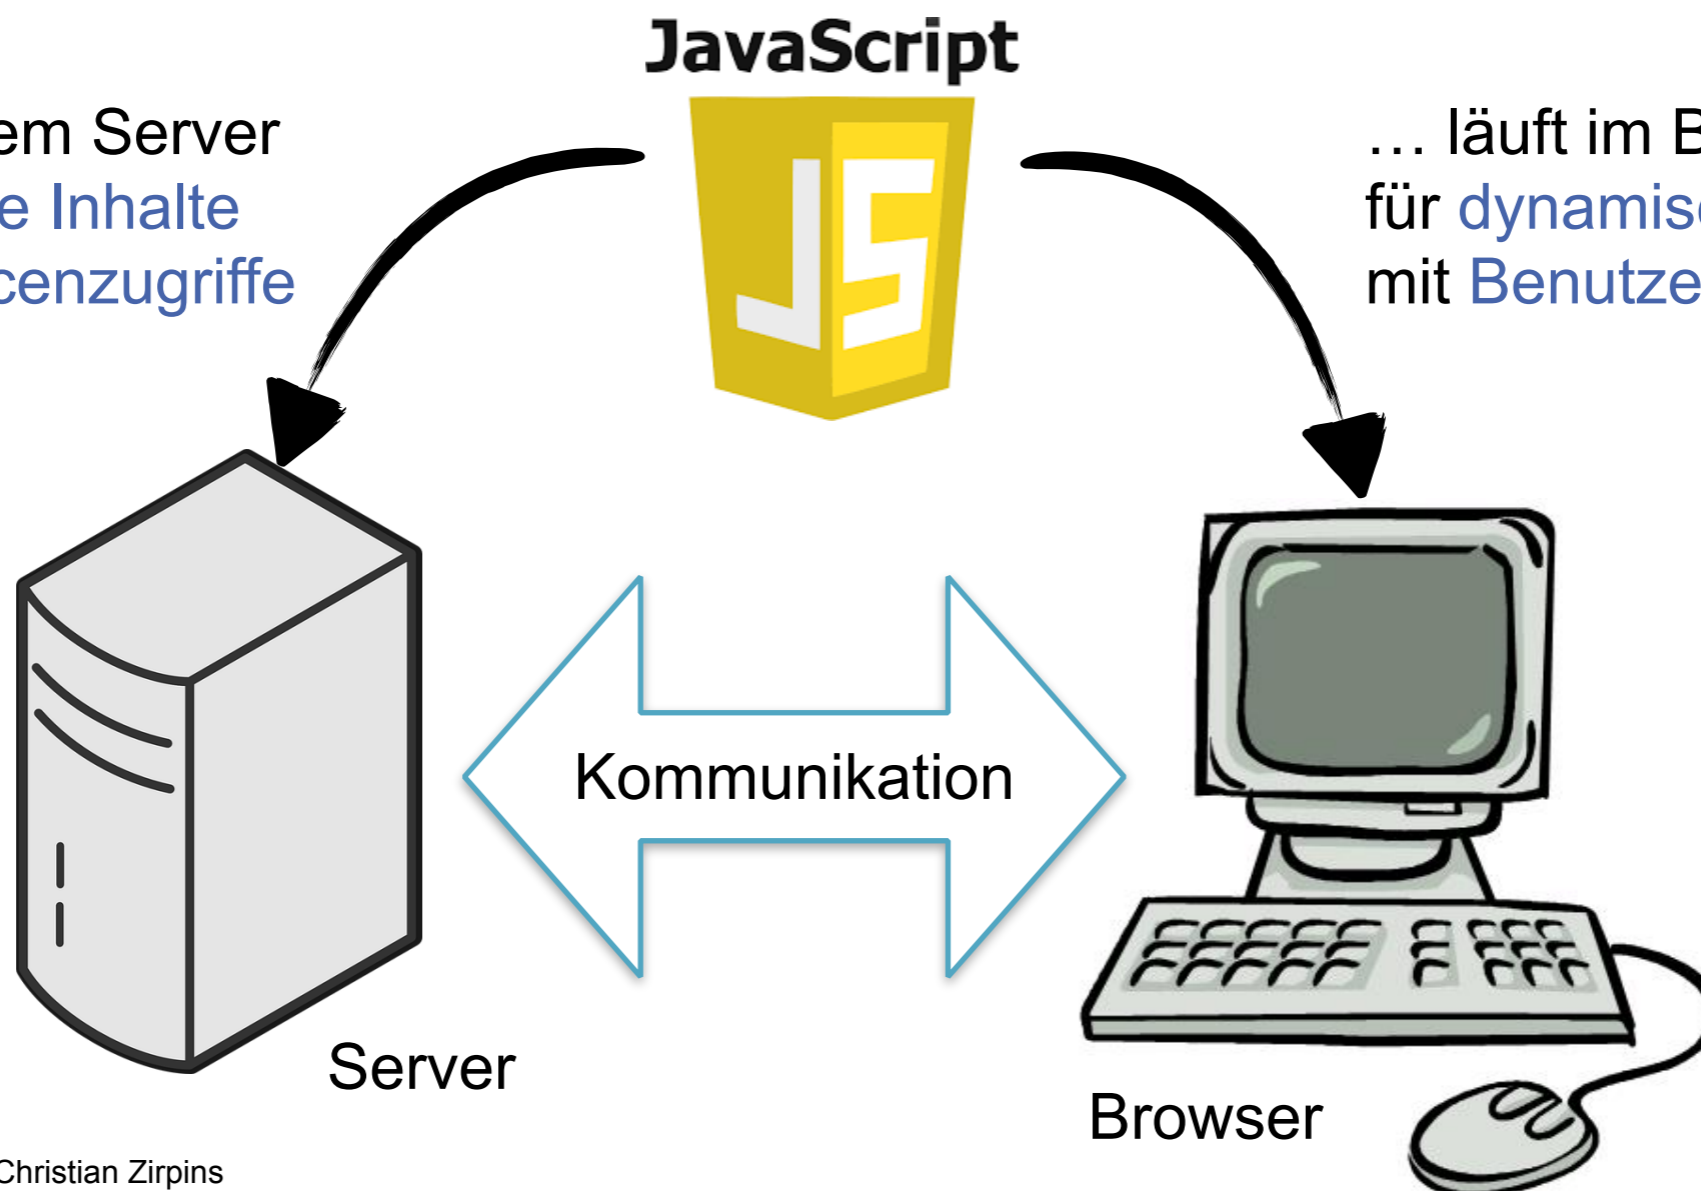 JavaScript
em Server
e Inhalte
cenzugriffe
… läuft im B
für dynamis
mit Benutze
JS
Kommunikation
Server
Browser
Christian Zirpins